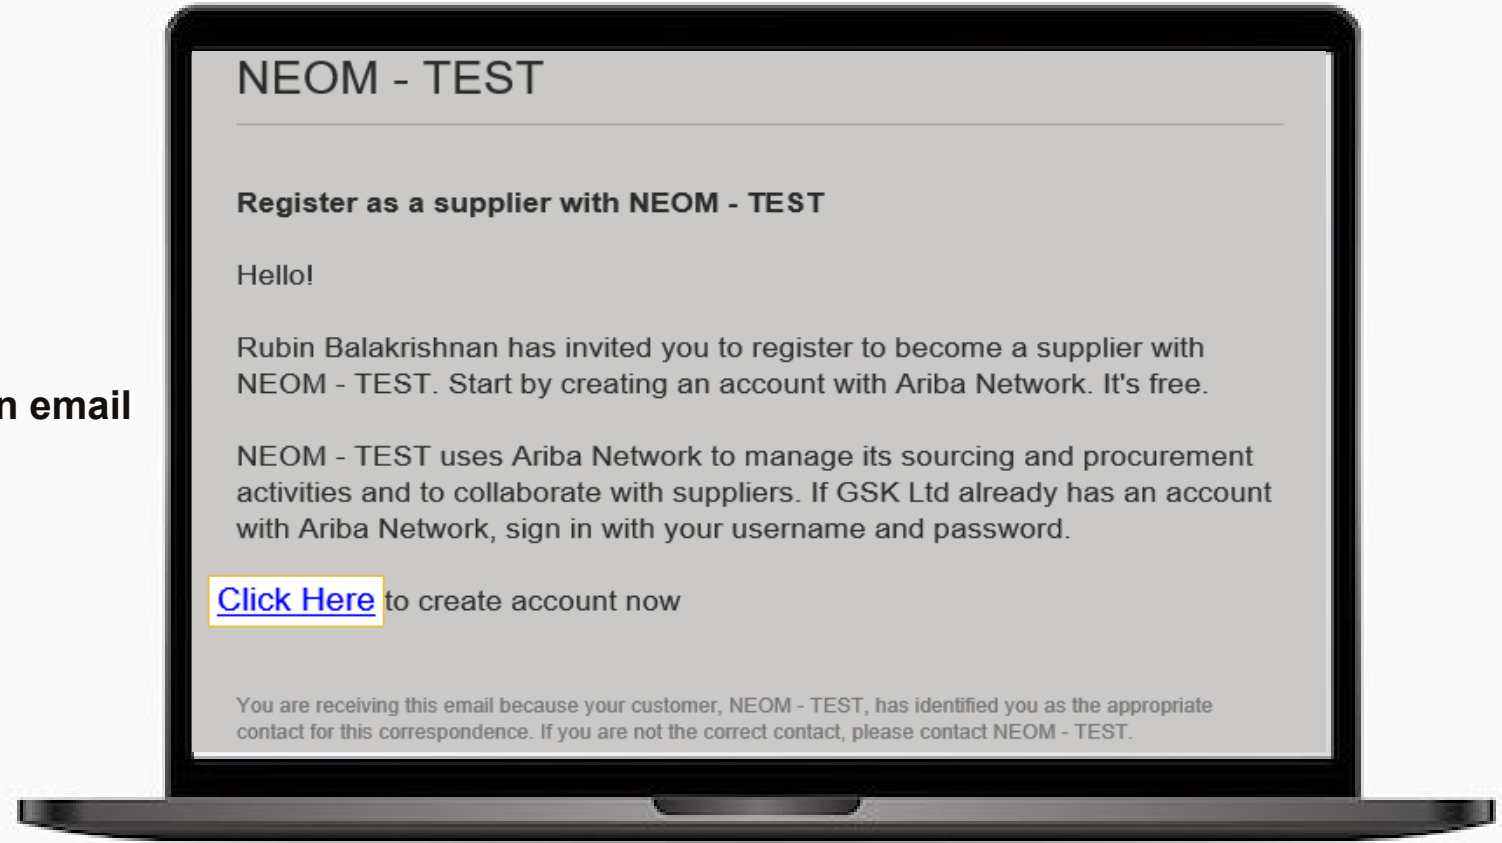 NEOM - TEST
Register as a supplier with NEOM - TEST
Hello!
Rubin Balakrishnan has invited you to register to become a supplier with
NEOM - TEST. Start by creating an account with Ariba Network. It's free.
n email
NEOM - TEST uses Ariba Network to manage its sourcing and procurement
activities and to collaborate with suppliers. If GSK Ltd already has an account
with Ariba Network, sign in with your username and password.
Click Here to create account now
You are receiving this email because your customer, NEOM - TEST, has identified you as the appropriate
contact for this correspondence. If you are not the correct contact, please contact NEOM - TEST.